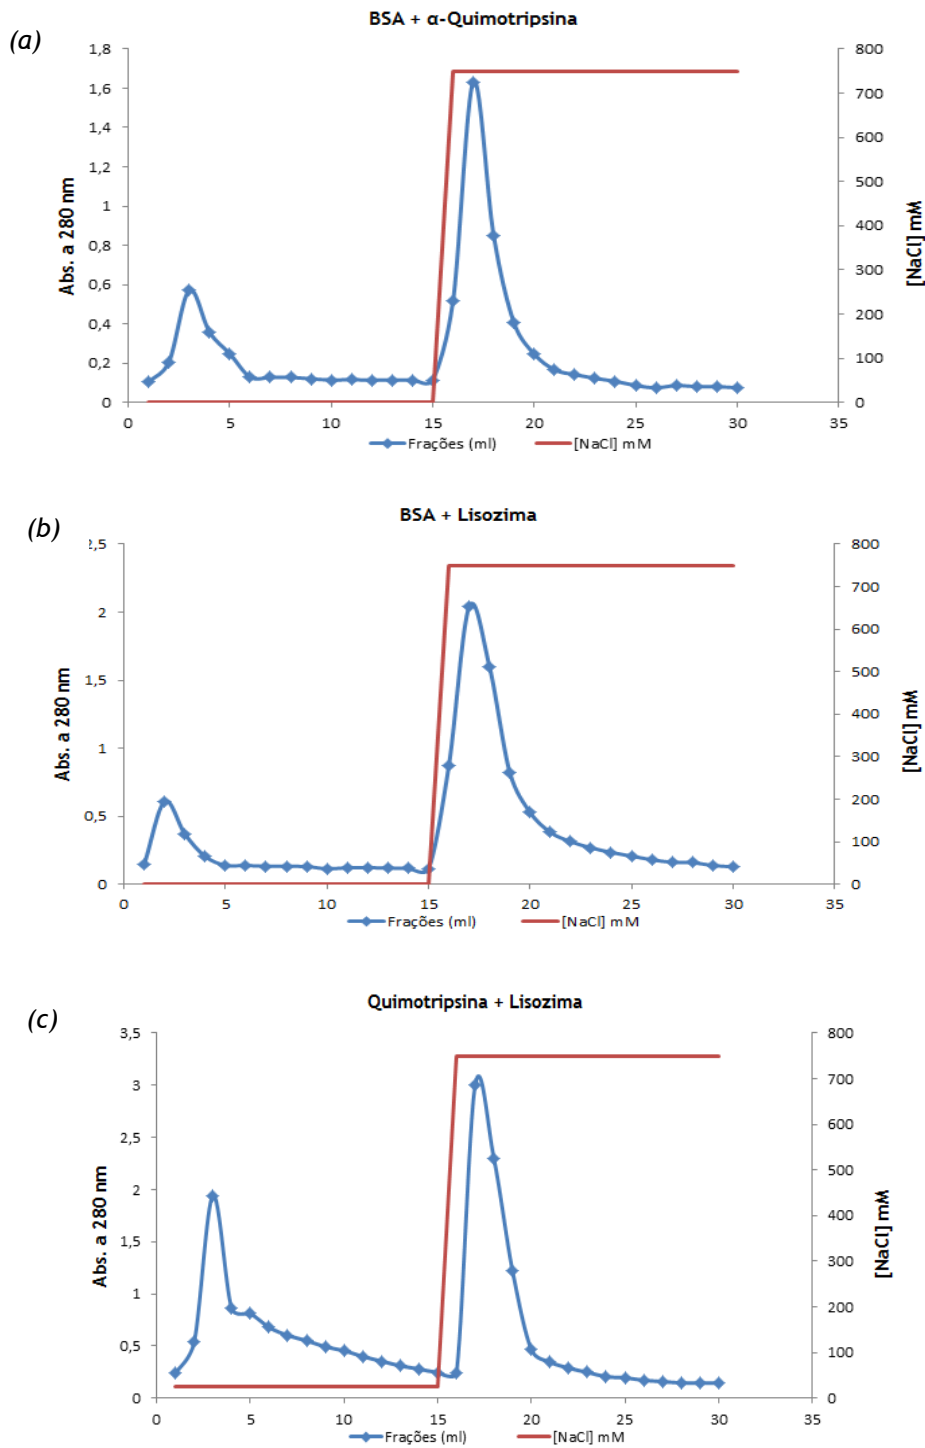 (a)
BSA + α-Quimotripsina
1,8
1,6
1,4
1,2
1
0,8
0,6
0,4
0,2
0
Abs. a 280 nm
800
700
600
500
400
300
200
100
0
[NaCl] mM
0 5 10 15 20 25 30 35
Frações (ml) [NaCl] mM
(b)
BSA + Lisozima
2,5
2
1,5
1
0,5
0
Abs. a 280 nm
800
700
600
500
400
300
200
100
0
[NaCl] mM
0 5 10 15 20 25 30 35
Frações (ml) [NaCl] mM
(c)
Quimotripsina + Lisozima
3,5
3
2,5
2
1,5
1
0,5
0
Abs. a 280 nm
800
700
600
500
400
300
200
100
0
[NaCl] mM
0 5 10 15 20 25 30 35
Frações (ml) [NaCl] mM